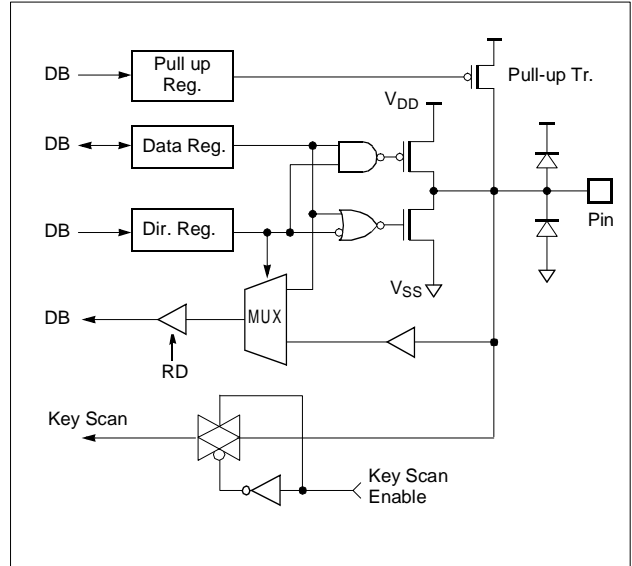 DB
Pull up
Reg.
Pull-up Tr.
VDD
DB
Data Reg.
DB
Dir. Reg.
Pin
VSS
DB
MUX
RD
Key Scan
Key Scan
Enable